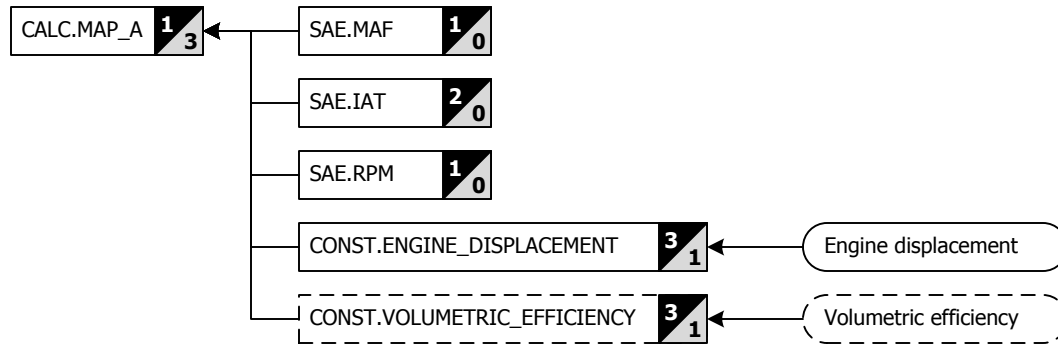 CALC.MAP_A 1 3 SAE.MAF 1 0
SAE.IAT 2 0
SAE.RPM 1 0
CONST.ENGINE_DISPLACEMENT 3 1 Engine displacement
CONST.VOLUMETRIC_EFFICIENCY 3 1 Volumetric efficiency